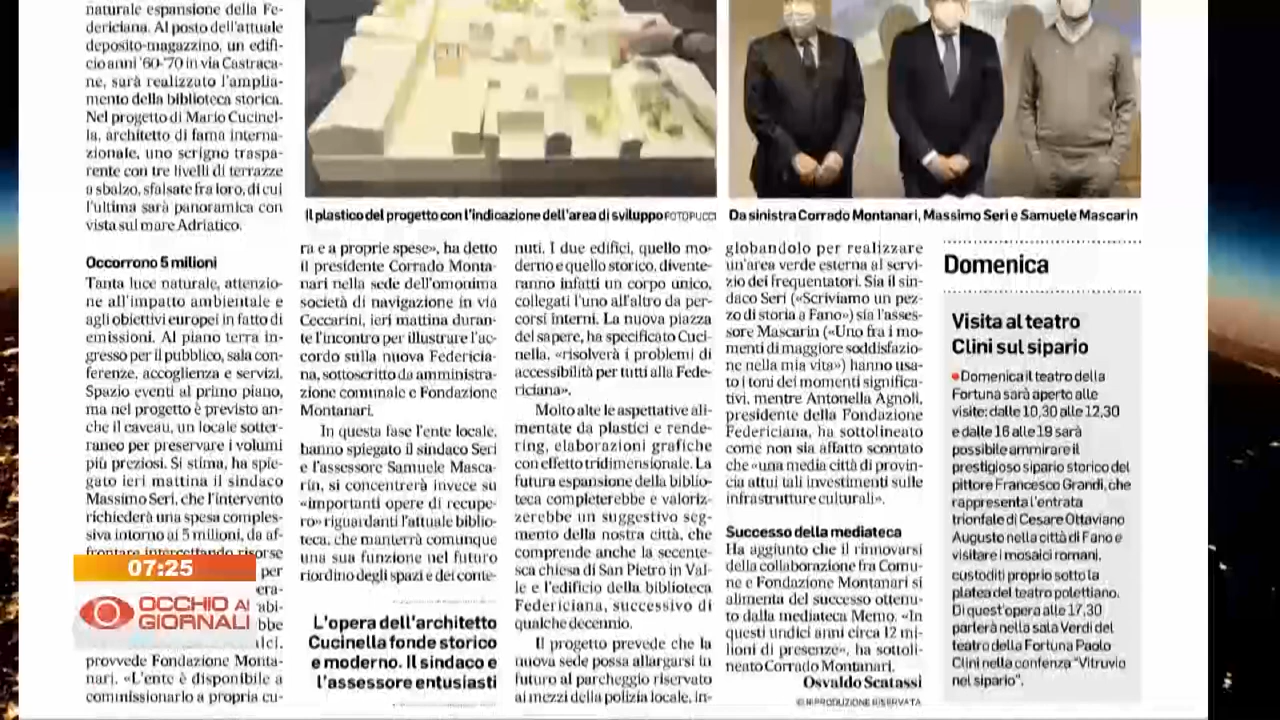 naturale espansione della Fe-
dericiana. Al posto dell'attuale
deposito-magazzino, un edifi-
cio anni '60-'70 in via Castraca-
ne, sarà realizzato l'amplia-
mento della biblioteca storica.
Nel progetto di Mario Cucinel-
la, architetto di fama interna-
zionale, uno scrigno traspa-
rente con tre livelli di terrazze
a sbalzo, sfalsate fra loro, di cui
l'ultima sarà panoramica con
vista sul mare Adriatico.
Occorrono 5 milioni
Tanta luce naturale, attenzio-
ne all'impatto ambientale e
agli obiettivi europei in fatto di
emissioni. Al piano terra in-
gresso per il pubblico, sala con-
ferenze, accoglienza e servizi.
Spazio eventi al primo piano,
ma nel progetto è previsto an-
che il caveau, un locale sotter-
raneo per preservare i volumi
più preziosi. Si stima, ha spie-
gato ieri mattina il sindaco
Massimo Seri, che l'intervento
richiederà una spesa comples-
siva intorno ai 5 milioni, da af-
frontare intercettando risorse
per
era-
abi-
bbe
alci,
provvede Fondazione Monta-
nari. «L'ente è disponibile a
commissionarlo a propria cu-
07:25
OCCHIO AI
GIORNALI
Il plastico del progetto con l'indicazione dell'area di sviluppo FOTO PUCCI
Da sinistra Corrado Montanari, Massimo Seri e Samuele Mascarin
ra e a proprie spese», ha detto
il presidente Corrado Monta-
nari nella sede dell'omonima
società di navigazione in via
Ceccarini, ieri mattina duran-
te l'incontro per illustrare l'ac-
cordo sulla nuova Federicia-
na, sottoscritto da amministra-
zione comunale e Fondazione
Montanari.
In questa fase l'ente locale,
hanno spiegato il sindaco Seri
e l'assessore Samuele Masca-
rin, si concentrerà invece su
«importanti opere di recupe-
ro» riguardanti l'attuale biblio-
teca, che manterrà comunque
una sua funzione nel futuro
riordino degli spazi e dei conte-
L'opera dell'architetto
Cucinella fonde storico
e moderno. Il sindaco e
l'assessore entusiasti
nuti. I due edifici, quello mo-
derno e quello storico, divente-
ranno infatti un corpo unico,
collegati l'uno all'altro da per-
corsi interni. La nuova piazza
del sapere, ha specificato Cuci-
nella, «risolverà i problemi di
accessibilità per tutti alla Fede-
riciana».
Molto alte le aspettative ali-
mentate da plastici e rende-
ring, elaborazioni grafiche
con effetto tridimensionale. La
futura espansione della biblio-
teca completerebbe e valoriz-
zerebbe un suggestivo seg-
mento della nostra città, che
comprende anche la secente-
sca chiesa di San Pietro in Val-
le e l'edificio della biblioteca
Federiciana, successivo di
qualche decennio.
Il progetto prevede che la
nuova sede possa allargarsi in
futuro al parcheggio riservato
ai mezzi della polizia locale, in-
globandolo per realizzare
un'area verde esterna al servi-
zio dei frequentatori. Sia il sin-
daco Seri («Scriviamo un pez-
zo di storia a Fano») sia l'asses-
sore Mascarin («Uno fra i mo-
menti di maggiore soddisfazio-
ne nella mia vita») hanno usa-
to i toni dei momenti significa-
tivi, mentre Antonella Agnoli,
presidente della Fondazione
Federiciana, ha sottolineato
come non sia affatto scontato
che «una media città di provin-
cia attui tali investimenti sulle
infrastrutture culturali».
Successo della mediateca
Ha aggiunto che il rinnovarsi
della collaborazione fra Comu-
ne e Fondazione Montanari si
alimenta del successo ottenu-
to dalla mediateca Memo. «In
questi undici anni circa 12 mi-
lioni di presenze», ha sottoli-
neato Corrado Montanari.
Osvaldo Scatassi
© RIPRODUZIONE RISERVATA
Domenica
Visita al teatro
Clini sul sipario
●Domenica il teatro della
Fortuna sarà aperto alle
visite: dalle 10,30 alle 12,30
e dalle 16 alle 19 sarà
possibile ammirare il
prestigioso sipario storico del
pittore Francesco Grandi, che
rappresenta l'entrata
trionfale di Cesare Ottaviano
Augusto nella città di Fano e
visitare i mosaici romani,
custoditi proprio sotto la
platea del teatro polettiano.
Di quest'opera alle 17,30
parlerà nella sala Verdi del
teatro della Fortuna Paolo
Clini nella confenza "Vitruvio
nel sipario".